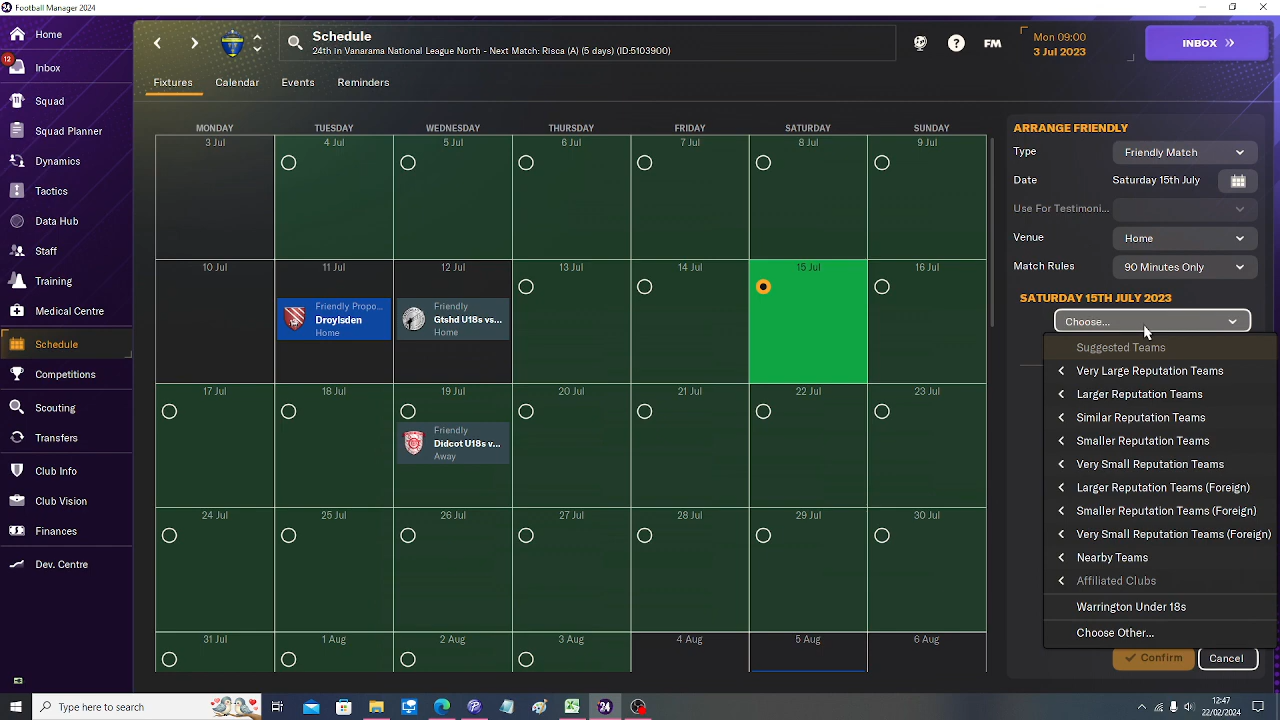 24 Football Manager 2024
Home
12
Inbox
Squad
Squad Planner
Dynamics
Tactics
Data Hub
Staff
Training
Medical Centre
Schedule
Competitions
Scouting
Transfers
Club Info
Club Vision
Finances
Dev. Centre
Schedule
24th in Vanarama National League North - Next Match: Risca (A) (5 days) (ID:5103900)
?
FM
Mon 09:00
3 Jul 2023
INBOX
Fixtures Calendar Events Reminders
MONDAY TUESDAY WEDNESDAY THURSDAY FRIDAY SATURDAY SUNDAY
3 Jul 4 Jul 5 Jul 6 Jul 7 Jul 8 Jul 9 Jul
10 Jul 11 Jul 12 Jul 13 Jul 14 Jul 15 Jul 16 Jul
Friendly Propo...
Droylsden
Home
Friendly
Gtshd U18s vs...
Home
17 Jul 18 Jul 19 Jul 20 Jul 21 Jul 22 Jul 23 Jul
Friendly
Didcot U18s v...
Away
24 Jul 25 Jul 26 Jul 27 Jul 28 Jul 29 Jul 30 Jul
31 Jul 1 Aug 2 Aug 3 Aug 4 Aug 5 Aug 6 Aug
ARRANGE FRIENDLY
Type Friendly Match
Date Saturday 15th July
Use For Testimoni...
Venue Home
Match Rules 90 Minutes Only
SATURDAY 15TH JULY 2023
Choose...
Suggested Teams
Very Large Reputation Teams
Larger Reputation Teams
Similar Reputation Teams
Smaller Reputation Teams
Very Small Reputation Teams
Larger Reputation Teams (Foreign)
Smaller Reputation Teams (Foreign)
Very Small Reputation Teams (Foreign)
Nearby Teams
Affiliated Clubs
Warrington Under 18s
Choose Other...
Confirm Cancel
Type here to search
24
12:47
22/02/2024